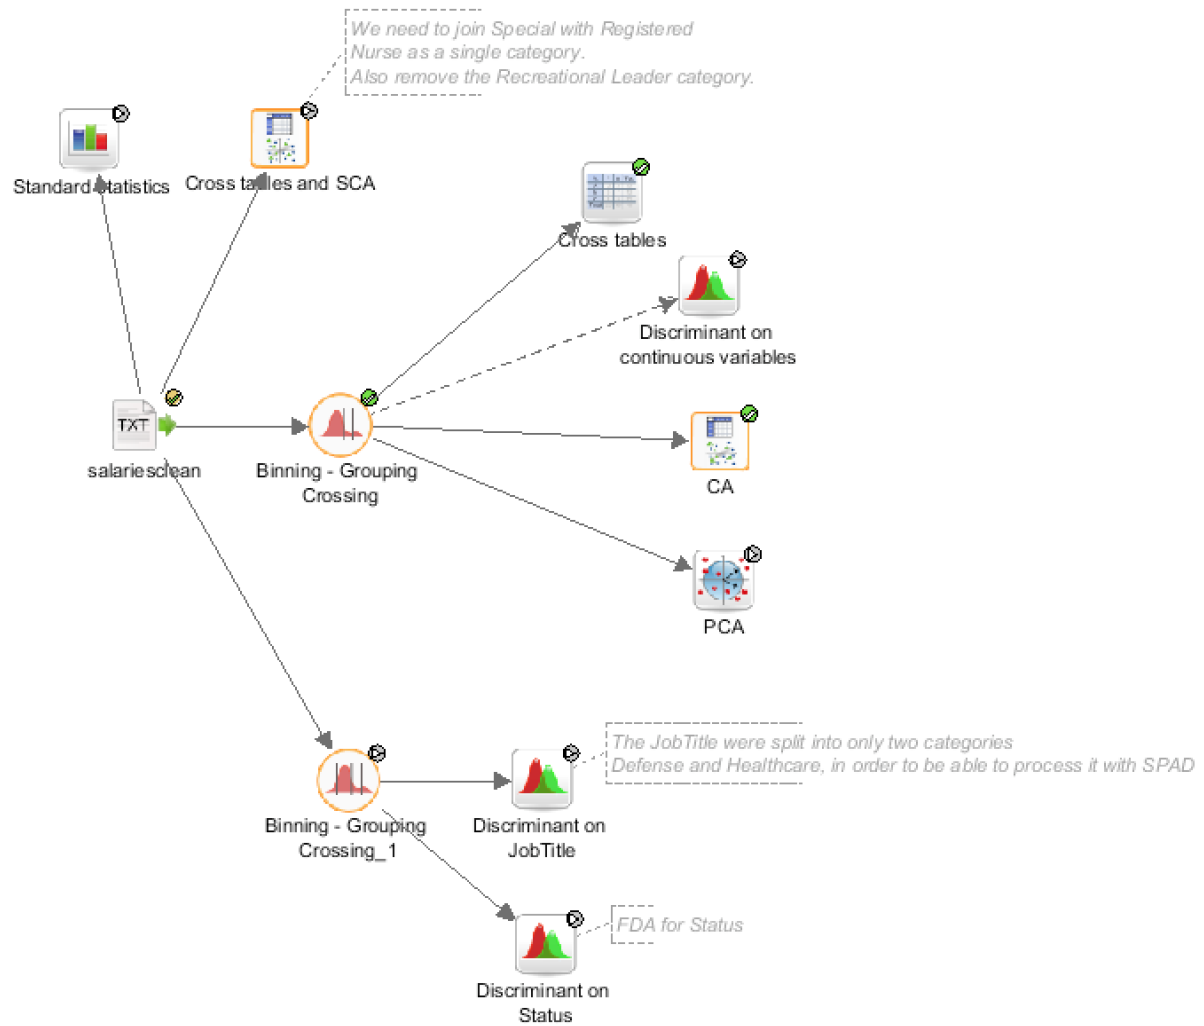 We need to join Special with Registered
Nurse as a single category.
Also remove the Recreational Leader category.
Standard statistics
Cross tables and SCA
Cross tables
Discriminant on
continuous variables
TXT
salariesclean
Binning - Grouping
Crossing
CA
PCA
The JobTitle were split into only two categories
Defense and Healthcare, in order to be able to process it with SPAD
Binning - Grouping
Crossing_1
Discriminant on
JobTitle
FDA for Status
Discriminant on
Status